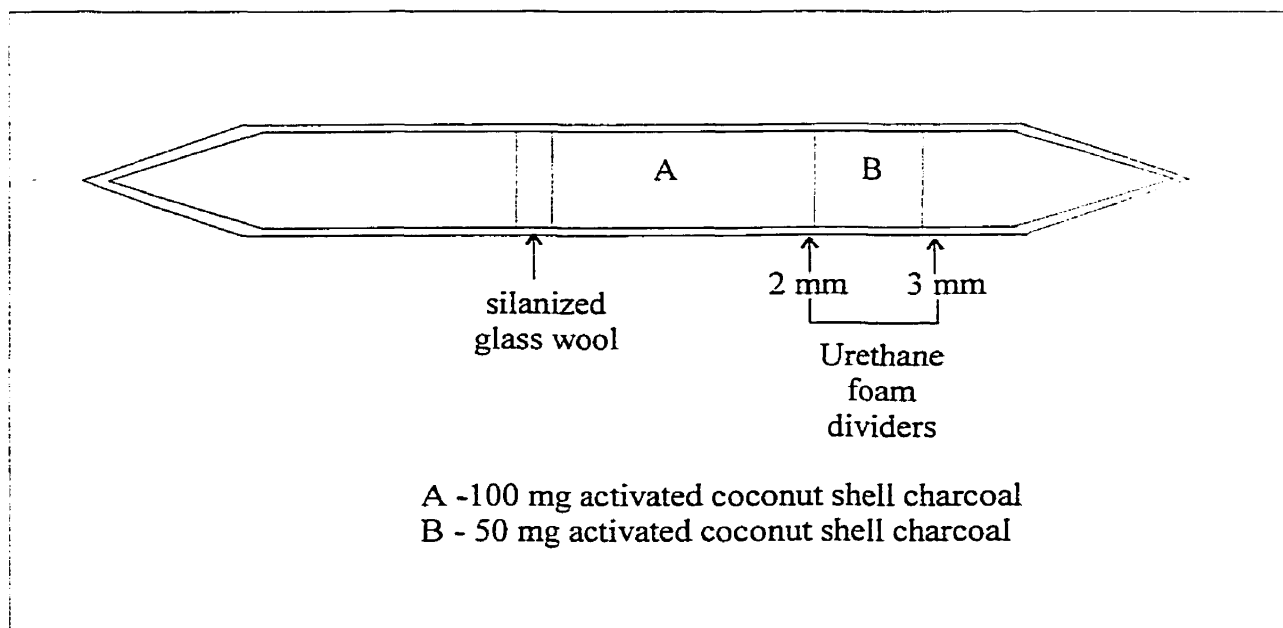 A
B
2 mm
3 mm
silanized
glass wool
Urethane
foam
dividers
A -100 mg activated coconut shell charcoal
B - 50 mg activated coconut shell charcoal